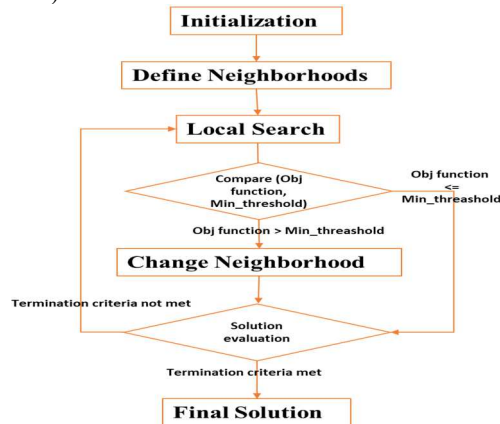 )
Initialization
Define Neighborhoods
Local Search
Compare (Obj
function,
Min_threshold)
Obj function
<=
Min_threashold
Obj function > Min_threashold
Change Neighborhood
Termination criteria not met
Solution
evaluation
Termination criteria met
Final Solution